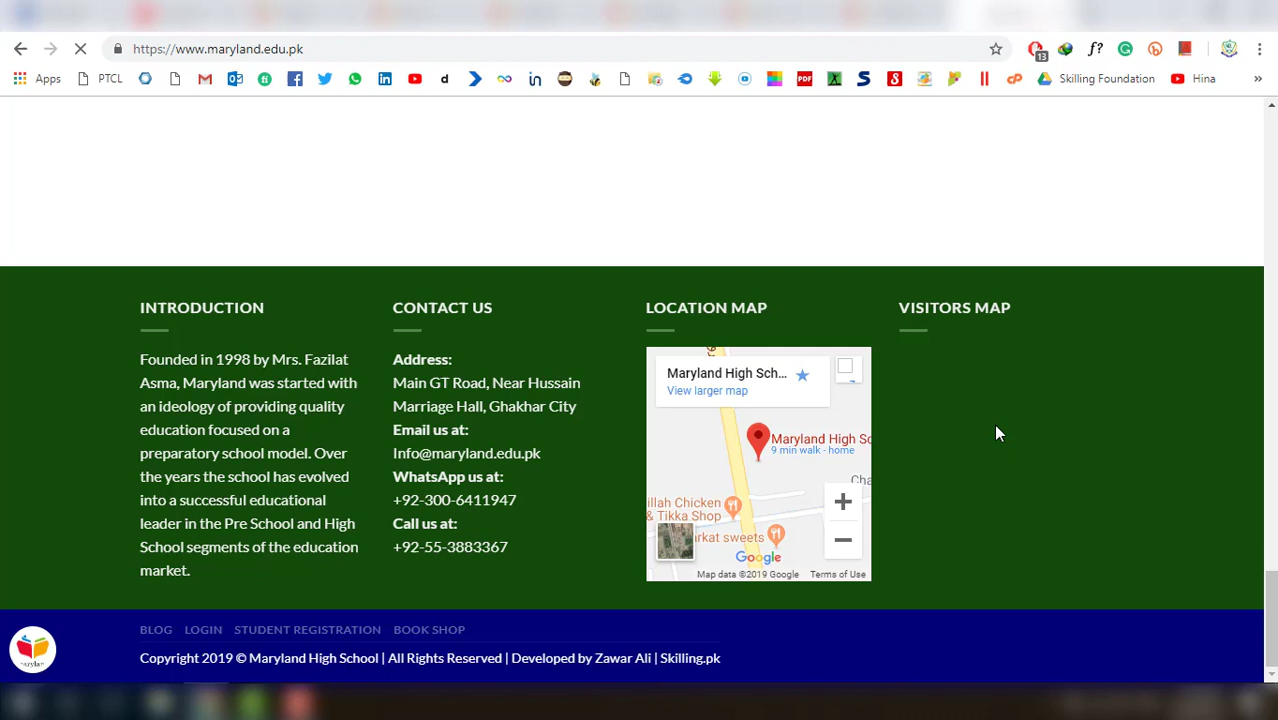 https://www.maryland.edu.pk
13
Apps
PTCL
Skilling Foundation
Hina
INTRODUCTION
Founded in 1998 by Mrs. Fazilat
Asma, Maryland was started with
an ideology of providing quality
education focused on a
preparatory school model. Over
the years the school has evolved
into a successful educational
leader in the Pre School and High
School segments of the education
market.
CONTACT US
Address:
Main GT Road, Near Hussain
Marriage Hall, Ghakhar City
Email us at:
Info@maryland.edu.pk
WhatsApp us at:
+92-300-6411947
Call us at:
+92-55-3883367
LOCATION MAP
Maryland High Sch...
View larger map
Maryland High Sc
9 min walk - home
Cha
illah Chicken
& Tikka Shop
rkat sweets
Google
Map data ©2019 Google
Terms of Use
VISITORS MAP
BLOG LOGIN STUDENT REGISTRATION BOOK SHOP
Copyright 2019 © Maryland High School | All Rights Reserved | Developed by Zawar Ali | Skilling.pk